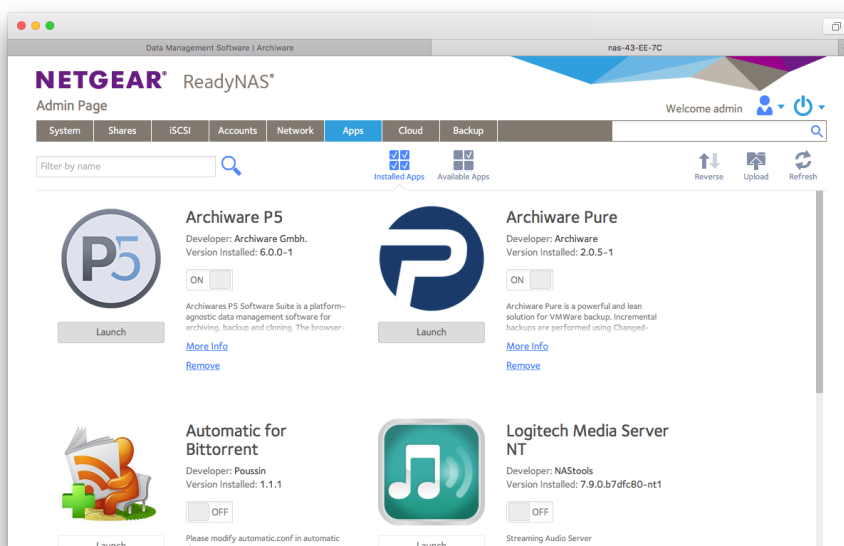 Data Management Software | Archiware
nas-43-EE-7C
NETGEAR® ReadyNAS®
Admin Page
Welcome admin
System Shares iSCSI Accounts Network Apps Cloud Backup
Filter by name
Installed Apps Available Apps
Reverse Upload Refresh
P5
Archiware P5
Developer: Archiware Gmbh.
Version Installed: 6.0.0-1
ON
Archiwares P5 Software Suite is a platform-
agnostic data management software for
archiving, backup and cloning. The browser-
Launch
More Info
Remove
Archiware Pure
Developer: Archiware
Version Installed: 2.0.5-1
ON
Archiware Pure is a powerful and lean
solution for VMWare backup. Incremental
backups are performed using Changed-
Launch
More Info
Remove
Automatic for
Bittorrent
Developer: Poussin
Version Installed: 1.1.1
OFF
Please modify automatic.conf in automatic
Launch
Logitech Media Server
NT
Developer: NAStools
Version Installed: 7.9.0.b7dfc80-nt1
OFF
Streaming Audio Server
Launch